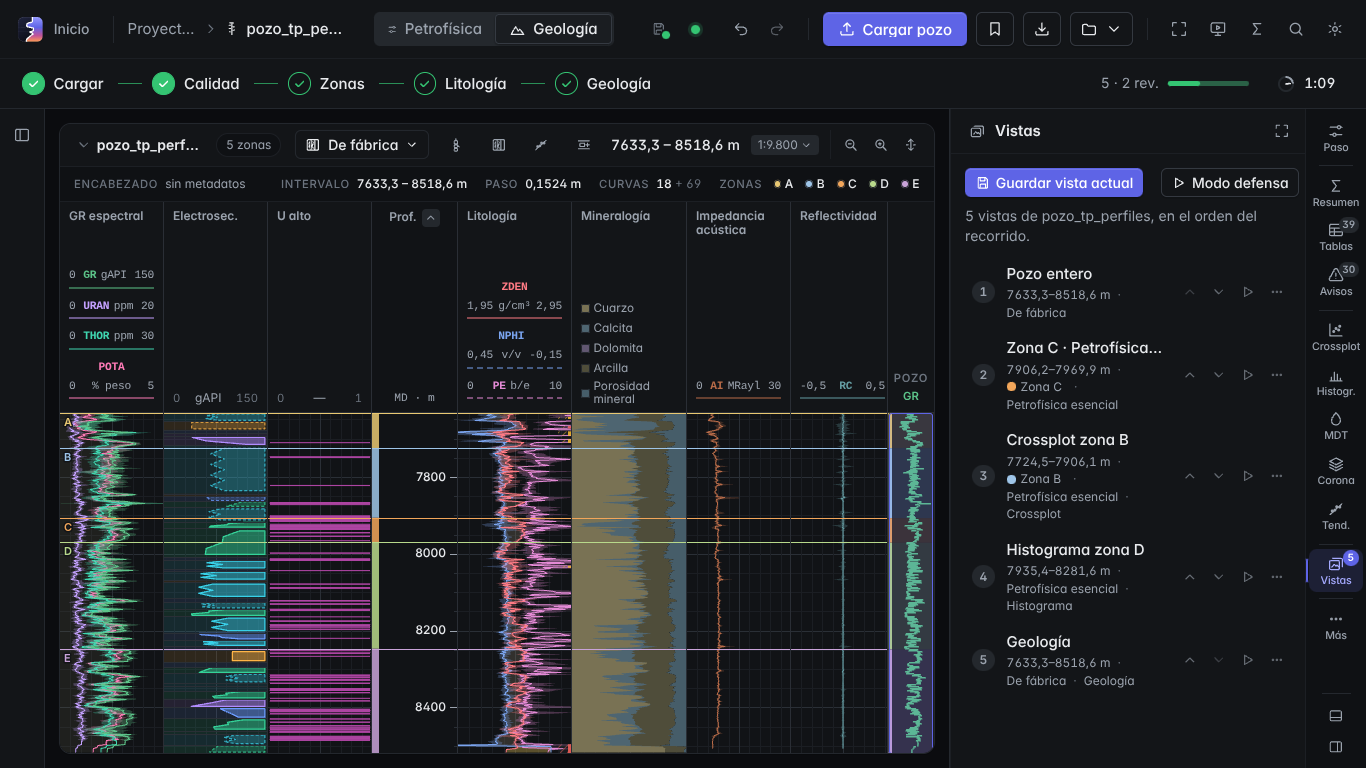 Inicio
Proyect...
pozo_tp_pe...
Petrofísica
Geología
Cargar pozo
Cargar
Calidad
Zonas
Litología
Geología
5 · 2 rev.
1:09
pozo_tp_perf...
5 zonas
De fábrica
7633,3 – 8518,6 m
1:9.800
ENCABEZADO sin metadatos
INTERVALO 7633,3 – 8518,6 m
PASO 0,1524 m
CURVAS 18 + 69
ZONAS A B C D E
GR espectral
Electrosec.
U alto
Prof.
Litología
Mineralogía
Impedancia
acústica
Reflectividad
0 GR gAPI 150
0 URAN ppm 20
0 THOR ppm 30
POTA
0 % peso 5
0 gAPI 150
0 — 1
MD · m
ZDEN
1,95 g/cm³ 2,95
NPHI
0,45 v/v -0,15
0 PE b/e 10
Cuarzo
Calcita
Dolomita
Arcilla
Porosidad
mineral
0 AI MRayl 30
-0,5 RC 0,5
POZO
GR
A
B
C
D
E
7800
8000
8200
8400
Vistas
Guardar vista actual
Modo defensa
5 vistas de pozo_tp_perfiles, en el orden del
recorrido.
1
Pozo entero
7633,3–8518,6 m ·
De fábrica
2
Zona C · Petrofísica...
7906,2–7969,9 m ·
Zona C ·
Petrofísica esencial
3
Crossplot zona B
7724,5–7906,1 m ·
Zona B ·
Petrofísica esencial ·
Crossplot
4
Histograma zona D
7935,4–8281,6 m ·
Petrofísica esencial ·
Histograma
5
Geología
7633,3–8518,6 m ·
De fábrica · Geología
Paso
Resumen
39
Tablas
30
Avisos
Crossplot
Histogr.
MDT
Corona
Tend.
5
Vistas
Más